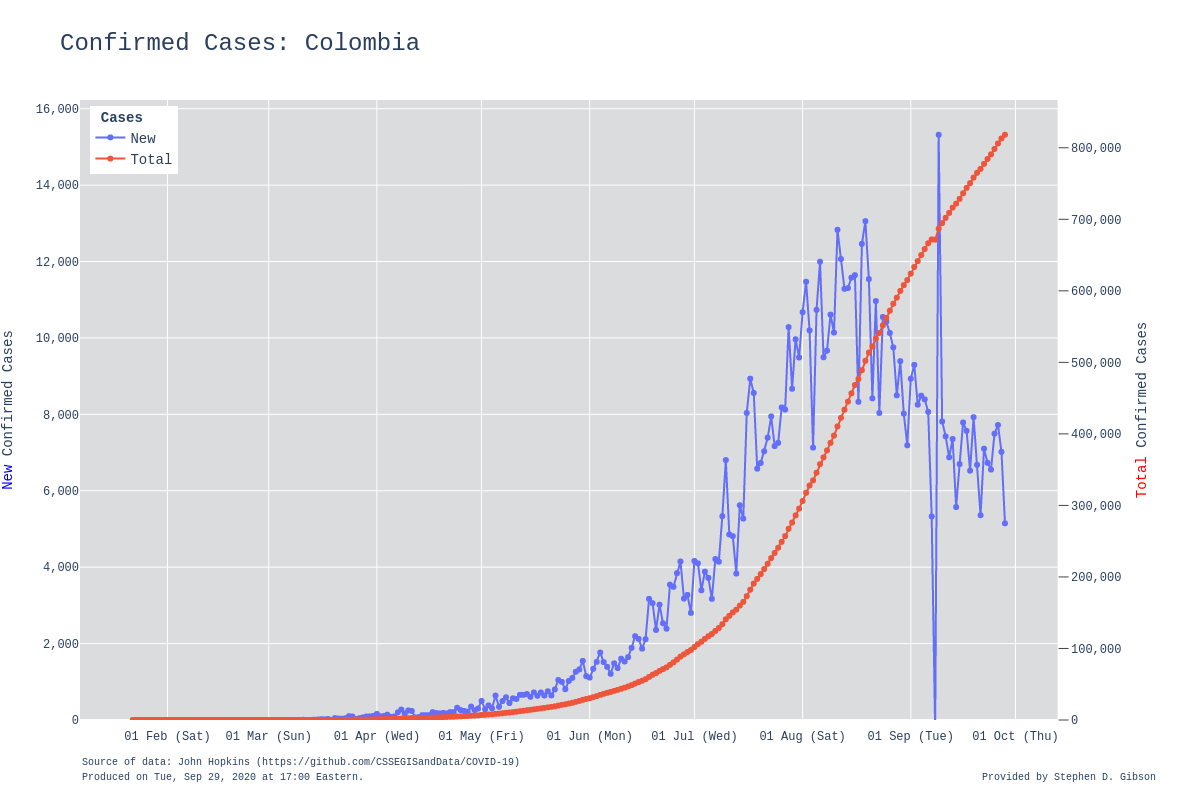 Confirmed Cases: Colombia
Cases
New
Total
16,000
14,000
12,000
10,000
8,000
6,000
4,000
2,000
0
New Confirmed Cases
800,000
700,000
600,000
500,000
400,000
300,000
200,000
100,000
0
Total Confirmed Cases
01 Feb (Sat)
01 Mar (Sun)
01 Apr (Wed)
01 May (Fri)
01 Jun (Mon)
01 Jul (Wed)
01 Aug (Sat)
01 Sep (Tue)
01 Oct (Thu)
Source of data: John Hopkins (https://github.com/CSSEGISandData/COVID-19)
Produced on Tue, Sep 29, 2020 at 17:00 Eastern.
Provided by Stephen D. Gibson